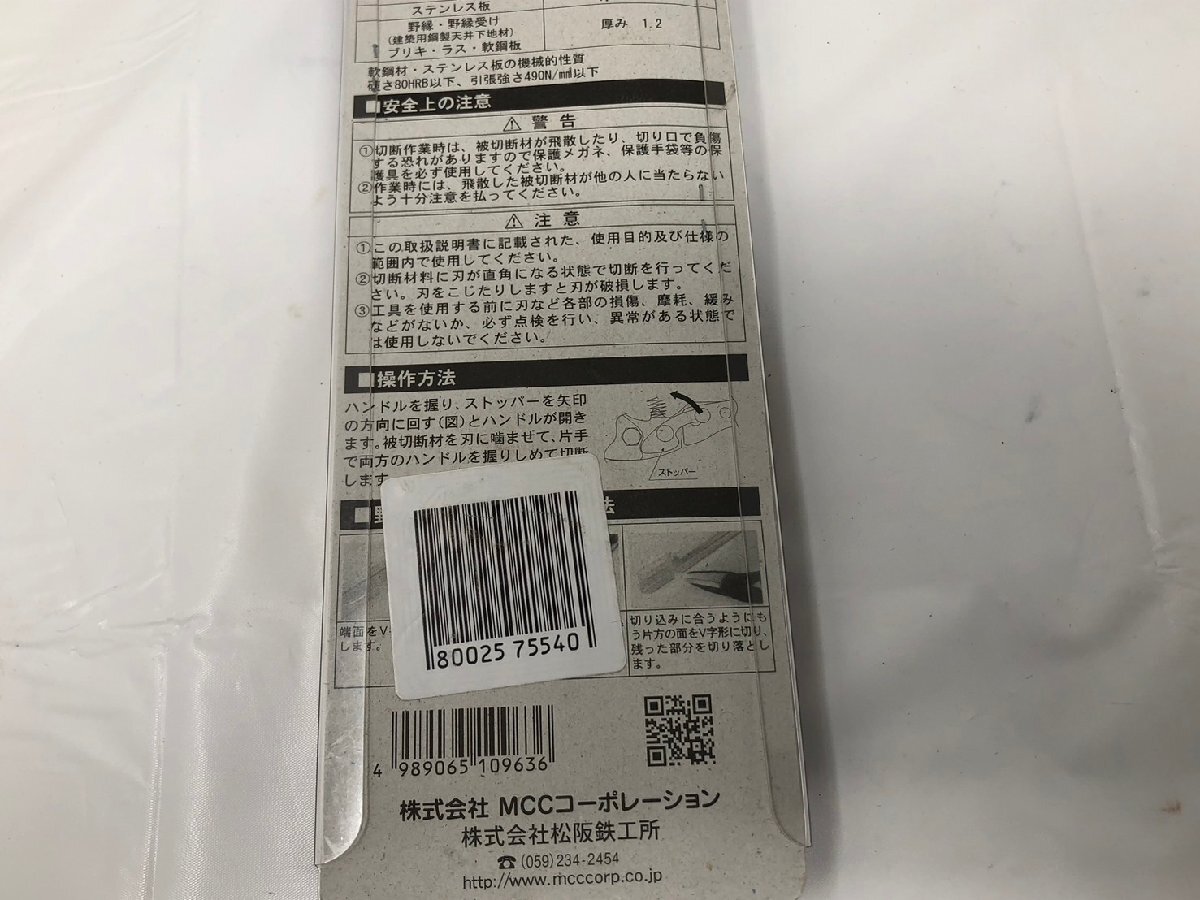 ステンレス板
野縁・野縁受け
(建築用鋼製天井下地材)
厚み 1.2
ブリキ・ラス・軟鋼板
軟鋼材・ステンレス板の機械的性質
硬さ80HRB以下、引張強さ490N/m㎡以下
■安全上の注意
⚠ 警告
①切断作業時は、被切断材が飛散したり、切り口で負傷
する恐れがありますので保護メガネ、保護手袋等の保
護具を必ず使用してください。
②作業時には、飛散した被切断材が他の人に当たらない
よう十分注意を払ってください。
⚠ 注意
①この取扱説明書に記載された、使用目的及び仕様の
範囲内で使用してください。
②切断材料に刃が直角になる状態で切断を行ってくだ
さい。刃をこじたりしますと刃が破損します。
③工具を使用する前に刃など各部の損傷、摩耗、緩み
などがないか、必ず点検を行い、異常がある状態で
は使用しないでください。
■操作方法
ハンドルを握り、ストッパーを矢印
の方向に回す(図)とハンドルが開き
ます。被切断材を刃に噛ませて、片手
で両方のハンドルを握りしめて切断
します
ストッパー
■野
法
端面をV
します。
切り込みに合うようにも
う片方の面をV字形に切り、
残った部分を切り落とし
ます。
80025 75540
4 989065 109636
株式会社 MCCコーポレーション
株式会社松阪鉄工所
☎(059)234-2454
http://www.mcccorp.co.jp